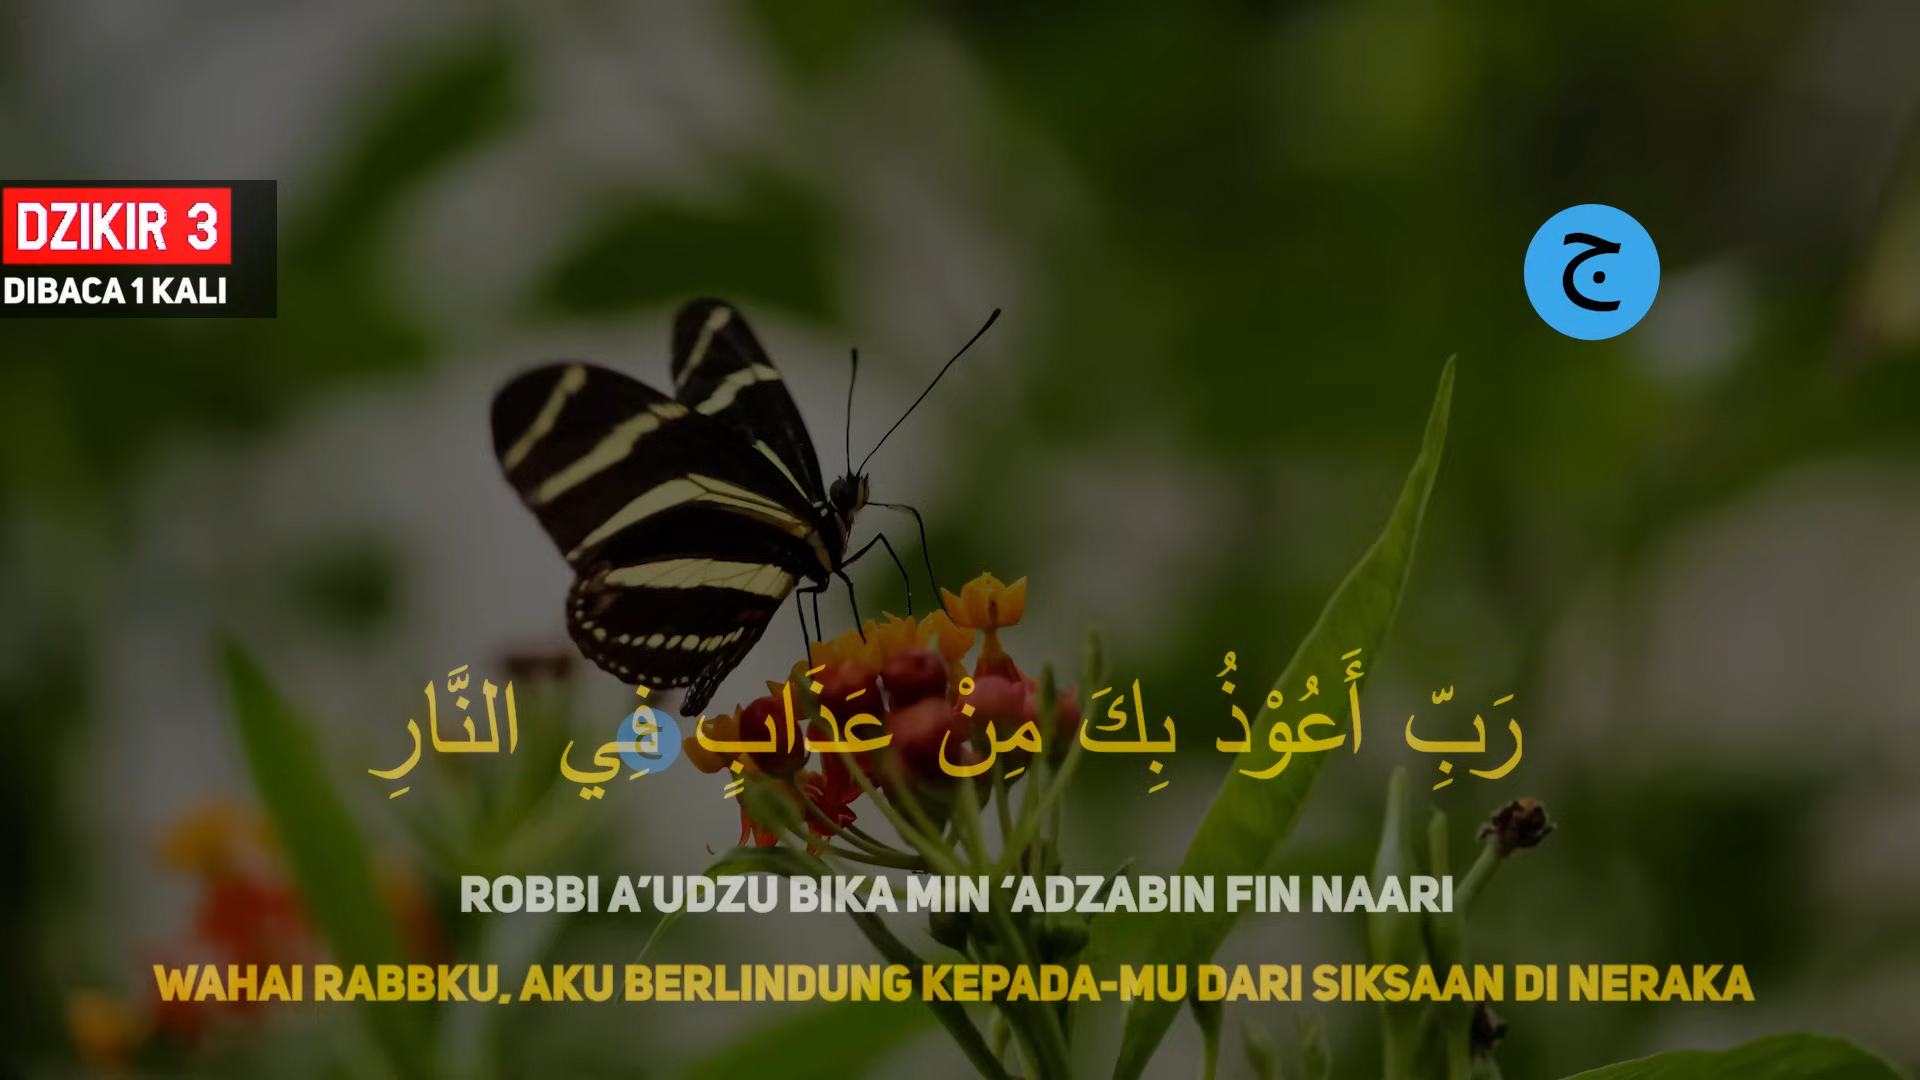 DZIKIR 3
DIBACA 1 KALI
ج
رَبِّ أَعُوْذُ بِكَ مِنْ عَذَابٍ فِي النَّارِ
ROBBI A’UDZU BIKA MIN ‘ADZABIN FIN NAARI
WAHAI RABBKU, AKU BERLINDUNG KEPADA-MU DARI SIKSAAN DI NERAKA